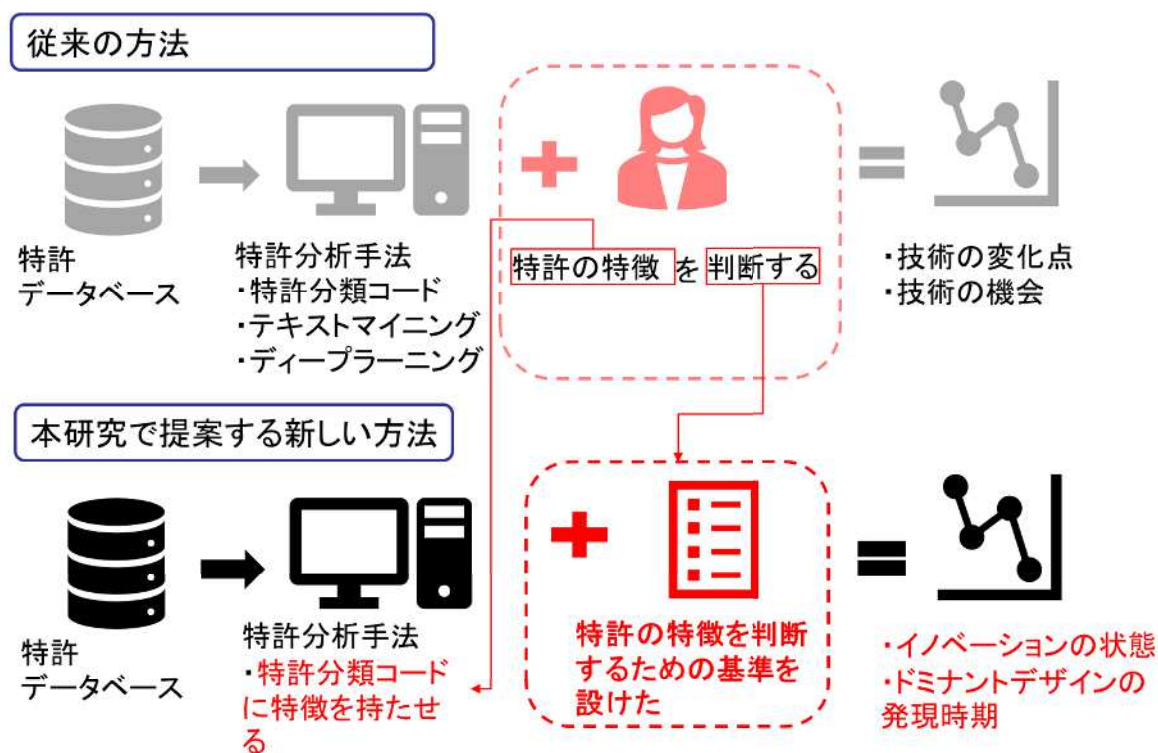 従来の方法
特許
データベース
特許分析手法
・特許分類コード
・テキストマイニング
・ディープラーニング
特許の特徴 を 判断する
・技術の変化点
・技術の機会
本研究で提案する新しい方法
特許
データベース
特許分析手法
・特許分類コード
に特徴を持たせ
る
特許の特徴を判断
するための基準を
設けた
・イノベーションの状態
・ドミナントデザインの
発現時期